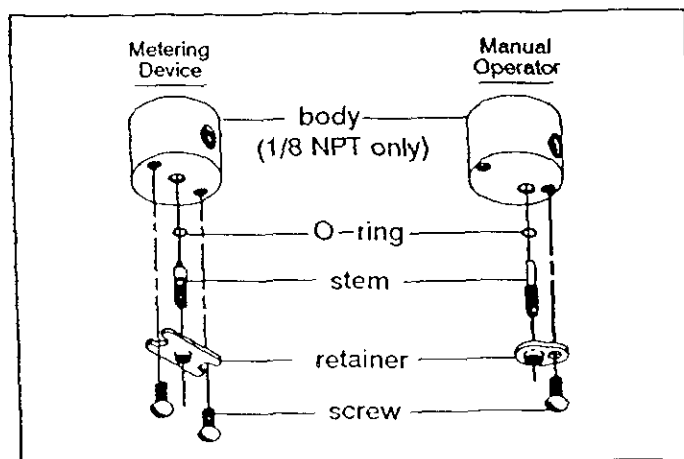 Metering
Device
Manual
Operator
body
(1/8 NPT only)
O-ring
stem
retainer
screw